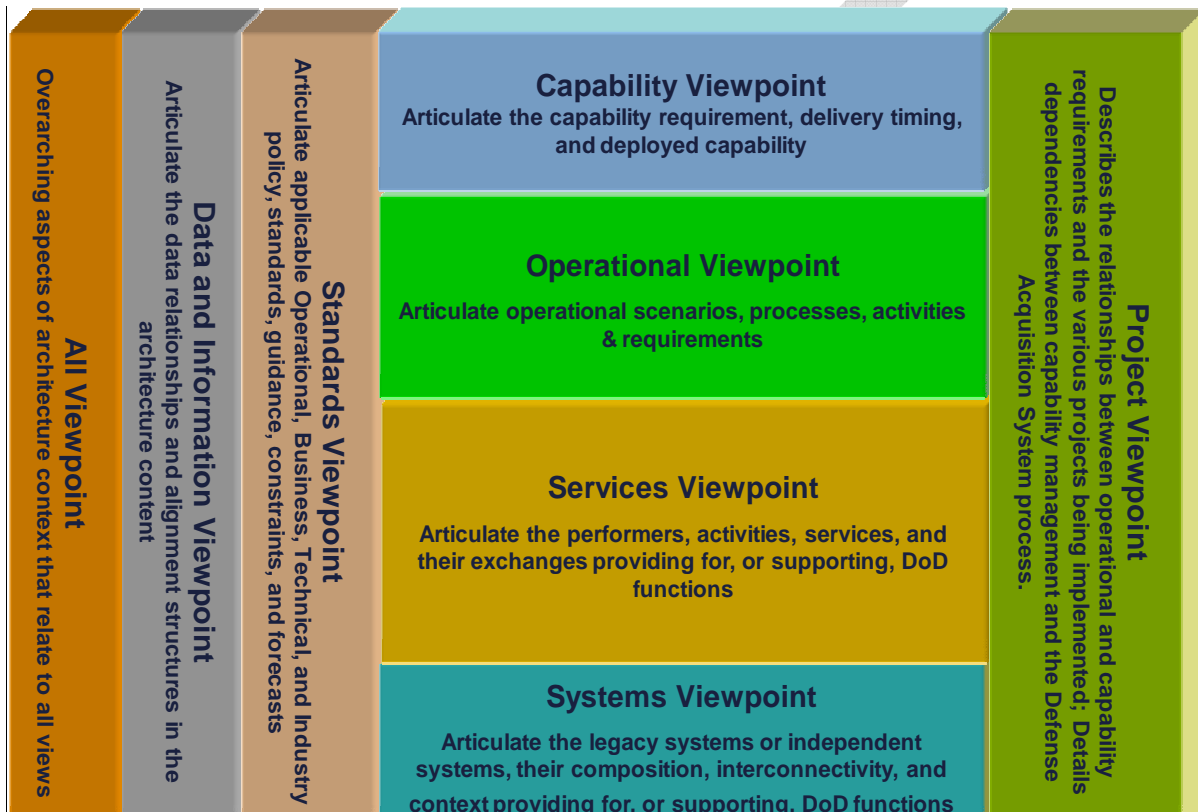 All Viewpoint
Overarching aspects of architecture context that relate to all views
Data and Information Viewpoint
Articulate the data relationships and alignment structures in the
architecture content
Standards Viewpoint
Articulate applicable Operational, Business, Technical, and Industry
policy, standards, guidance, constraints, and forecasts
Capability Viewpoint
Articulate the capability requirement, delivery timing,
and deployed capability
Operational Viewpoint
Articulate operational scenarios, processes, activities
& requirements
Services Viewpoint
Articulate the performers, activities, services, and
their exchanges providing for, or supporting, DoD
functions
Systems Viewpoint
Articulate the legacy systems or independent
systems, their composition, interconnectivity, and
context providing for, or supporting, DoD functions
Project Viewpoint
Describes the relationships between operational and capability
requirements and the various projects being implemented; Details
dependencies between capability management and the Defense
Acquisition System process.